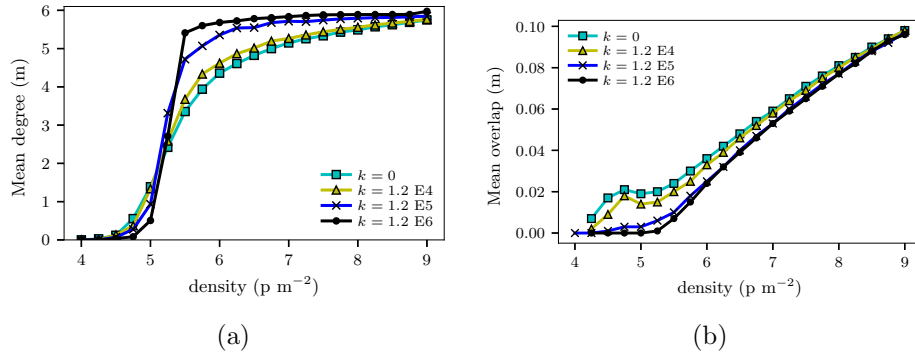 Mean degree (m)
6
5
4
3
2
1
0
k = 0
k = 1.2 E4
k = 1.2 E5
k = 1.2 E6
4 5 6 7 8 9
density (p m⁻²)
(a)
Mean overlap (m)
0.10
0.08
0.06
0.04
0.02
0.00
k = 0
k = 1.2 E4
k = 1.2 E5
k = 1.2 E6
4 5 6 7 8 9
density (p m⁻²)
(b)